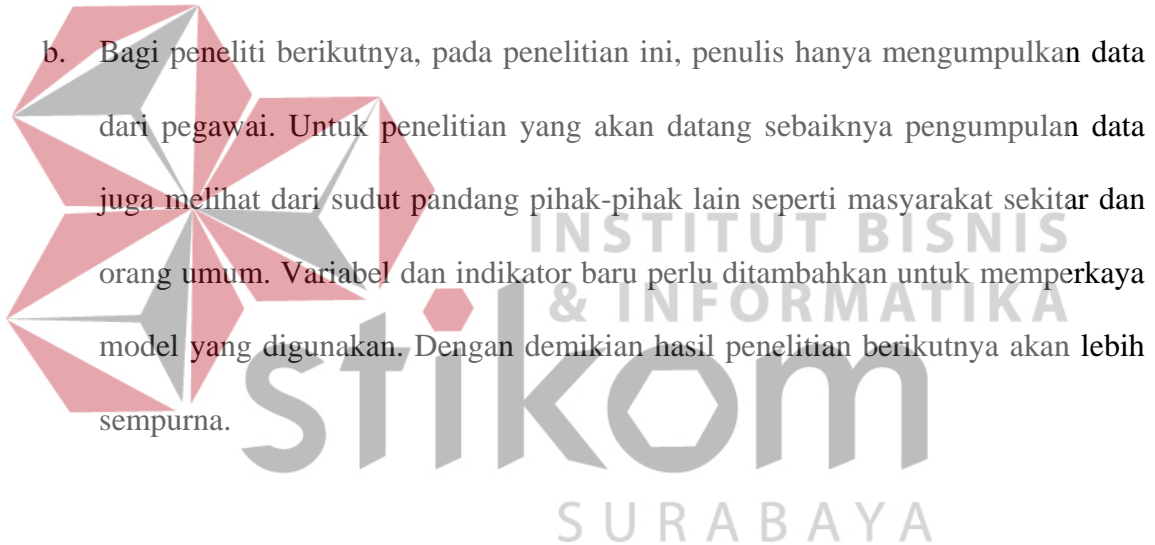 b. Bagi peneliti berikutnya, pada penelitian ini, penulis hanya mengumpulkan data
dari pegawai. Untuk penelitian yang akan datang sebaiknya pengumpulan data
juga melihat dari sudut pandang pihak-pihak lain seperti masyarakat sekitar dan
INSTITUT BISNIS
orang umum. Variabel dan indikator baru perlu ditambahkan untuk memperkaya
& INFORMATIKA
model yang digunakan. Dengan demikian hasil penelitian berikutnya akan lebih
stikom
sempurna.
SURABAYA